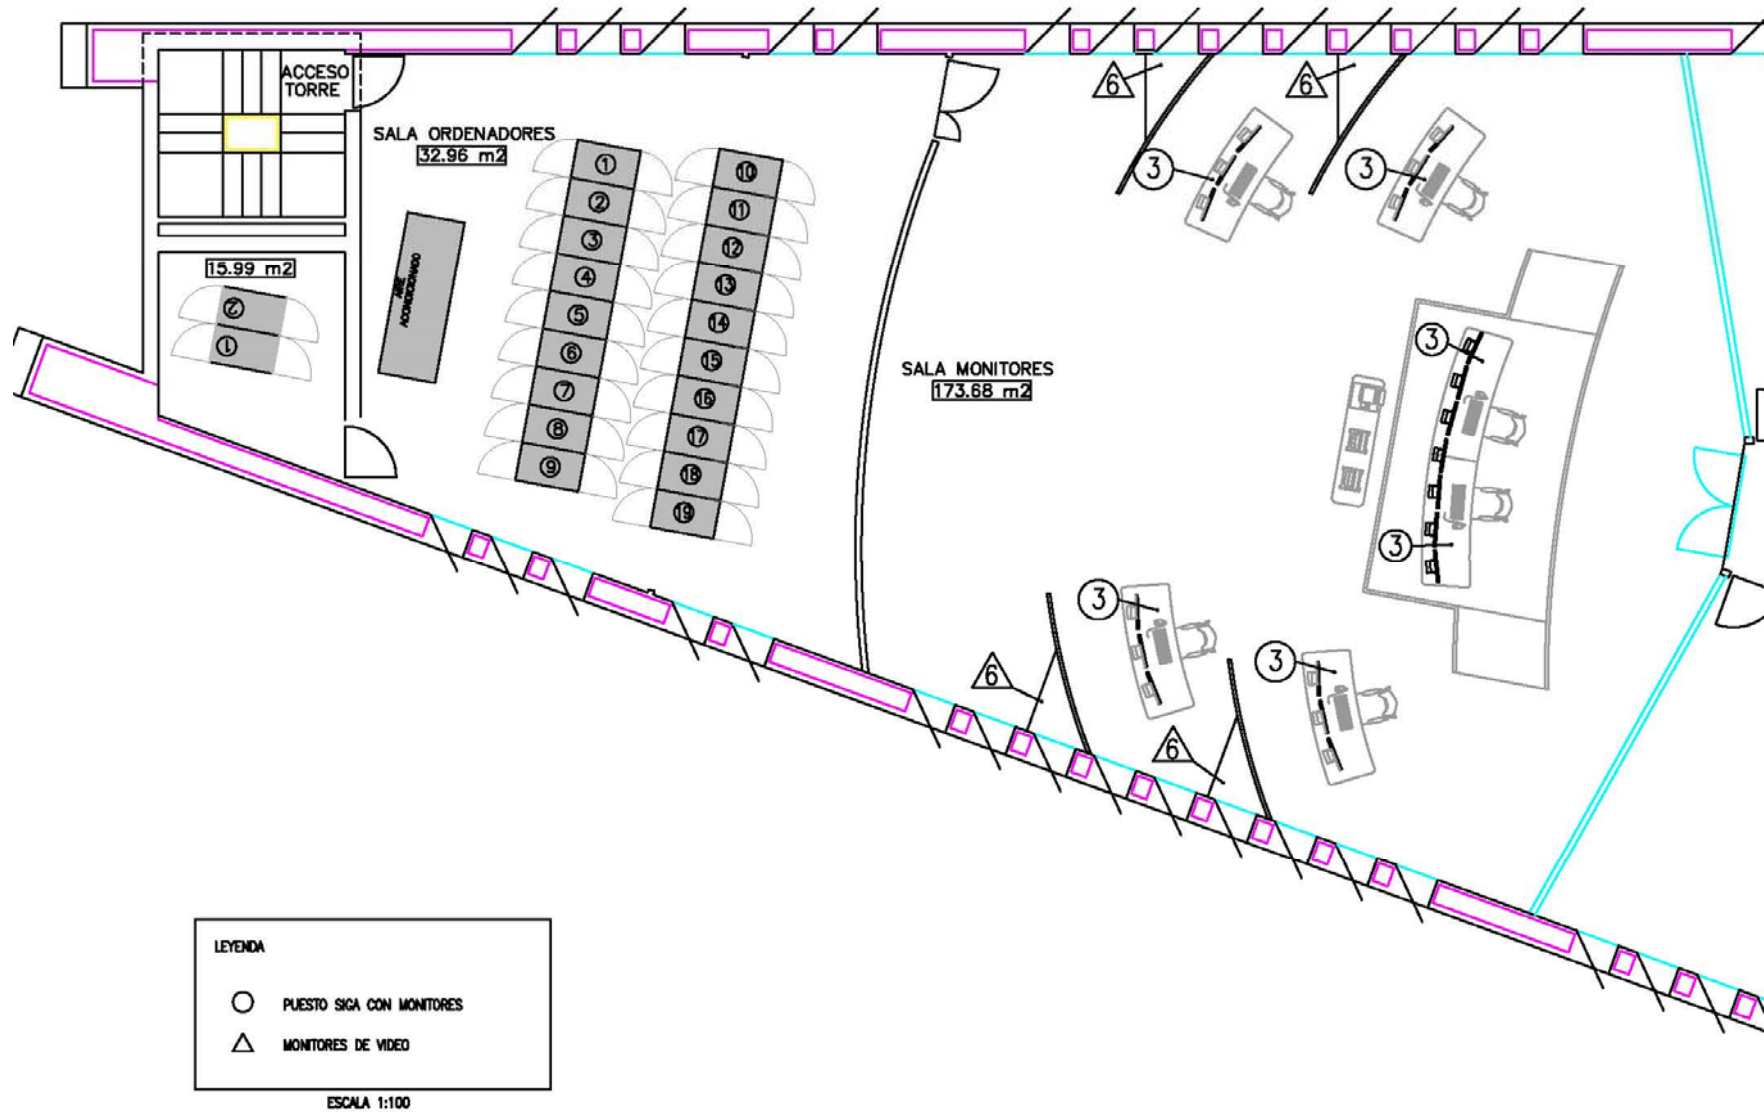 ACCESO
TORRE
SALA ORDENADORES
32.96 m2
6
6
3
3
1
2
3
4
5
6
7
8
9
10
11
12
13
14
15
16
17
18
19
AIRE
ACONDICIONADO
15.99 m2
2
1
SALA MONITORES
173.68 m2
3
3
3
3
6
6
LEYENDA
PUESTO SIGA CON MONITORES
MONITORES DE VIDEO
ESCALA 1:100